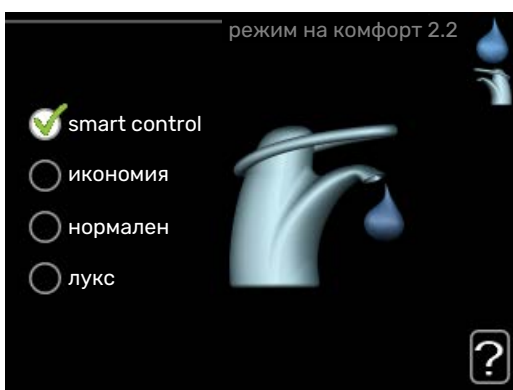 режим на комфорт 2.2
smart control
икономия
нормален
лукс
?